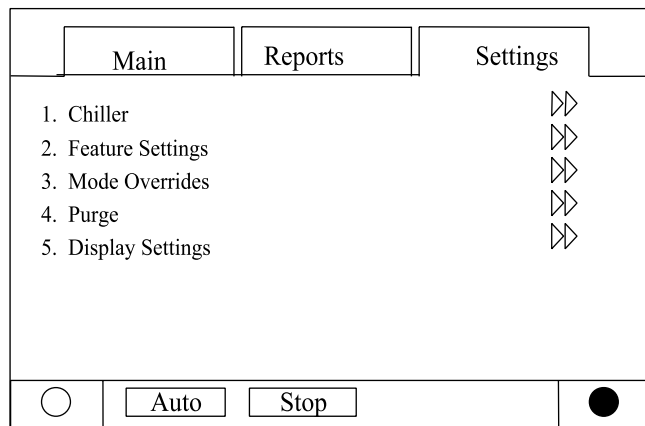 Main Reports Settings
1. Chiller
2. Feature Settings
3. Mode Overrides
4. Purge
5. Display Settings
Auto Stop